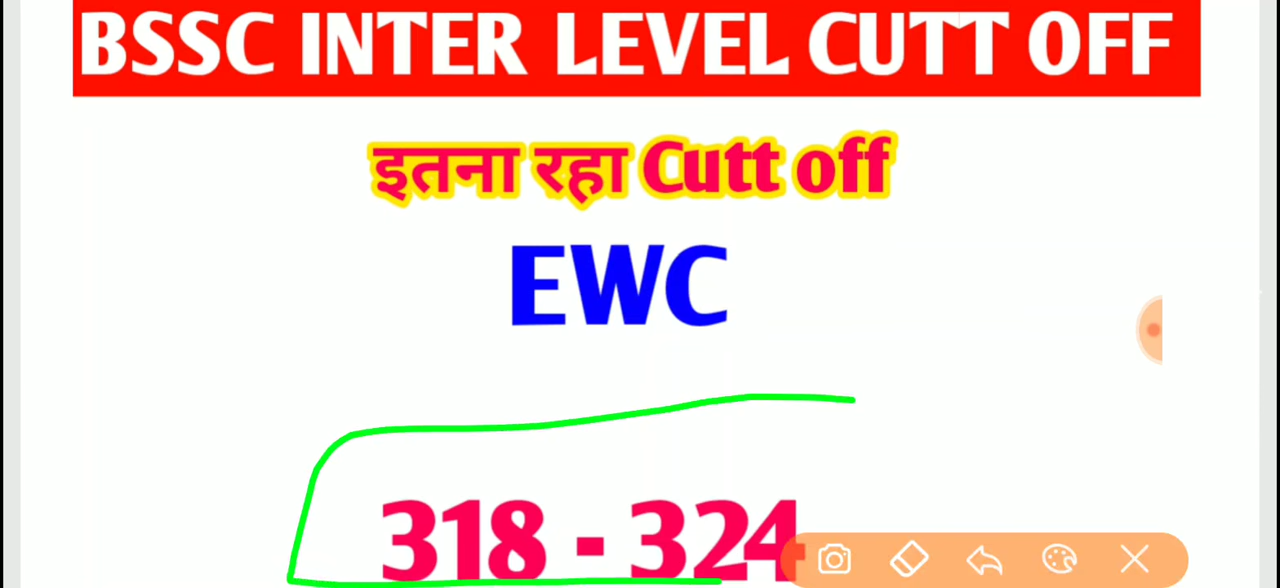 BSSC INTER LEVEL CUTT OFF
इतना रहा Cutt off
EWC
318 - 324